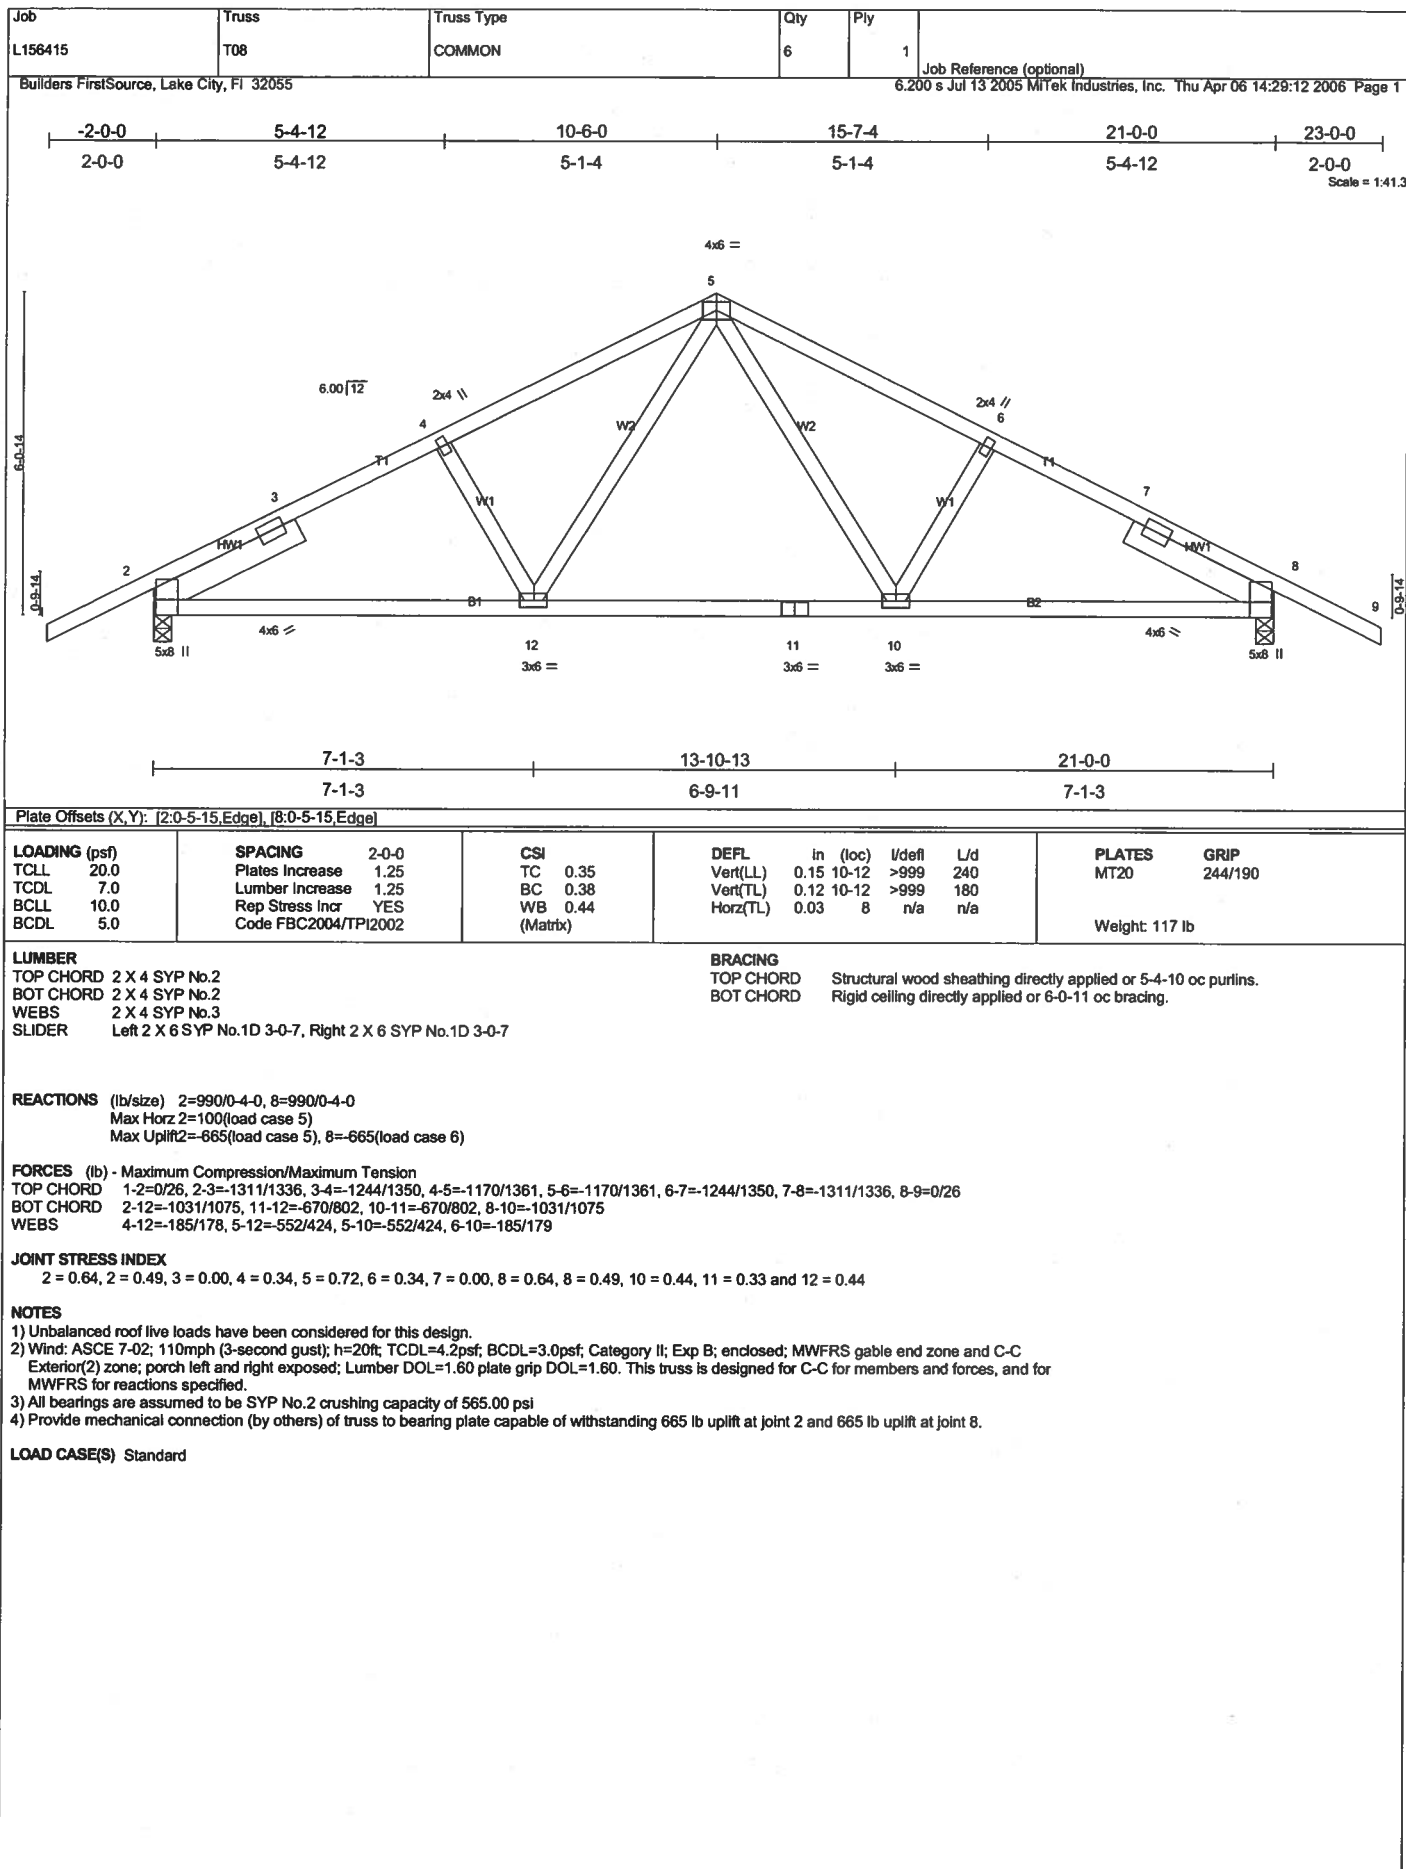 Job Truss Truss Type Qty Ply
L156415 T08 COMMON 6 1
Job Reference (optional)
Builders FirstSource, Lake City, Fl 32055 6.200 s Jul 13 2005 MiTek Industries, Inc. Thu Apr 06 14:29:12 2006 Page 1
-2-0-0 5-4-12 10-6-0 15-7-4 21-0-0 23-0-0
2-0-0 5-4-12 5-1-4 5-1-4 5-4-12 2-0-0
Scale = 1:41.3
4x6 =
5
6.00 12
2x4 \\
2x4 //
4
6
W2 W2
6-0-14
T1 T1
3
7
W1 W1
HW1 HW1
2
8
0-9-14
0-9-14
9
B1 B2
4x6 //
4x6 \\
5x8 ||
12 11 10
5x8 ||
3x6 = 3x6 = 3x6 =
7-1-3 13-10-13 21-0-0
7-1-3 6-9-11 7-1-3
Plate Offsets (X,Y): [2:0-5-15,Edge], [8:0-5-15,Edge]
LOADING (psf) SPACING 2-0-0 CSI DEFL in (loc) l/defl L/d PLATES GRIP
TCLL 20.0 Plates Increase 1.25 TC 0.35 Vert(LL) 0.15 10-12 >999 240 MT20 244/190
TCDL 7.0 Lumber Increase 1.25 BC 0.38 Vert(TL) 0.12 10-12 >999 180
BCLL 10.0 Rep Stress Incr YES WB 0.44 Horz(TL) 0.03 8 n/a n/a
BCDL 5.0 Code FBC2004/TPI2002 (Matrix) Weight: 117 lb
LUMBER
TOP CHORD 2 X 4 SYP No.2
BOT CHORD 2 X 4 SYP No.2
WEBS 2 X 4 SYP No.3
SLIDER Left 2 X 6 SYP No.1D 3-0-7, Right 2 X 6 SYP No.1D 3-0-7
BRACING
TOP CHORD Structural wood sheathing directly applied or 5-4-10 oc purlins.
BOT CHORD Rigid ceiling directly applied or 6-0-11 oc bracing.
REACTIONS (lb/size) 2=990/0-4-0, 8=990/0-4-0
Max Horz 2=100(load case 5)
Max Uplift2=-665(load case 5), 8=-665(load case 6)
FORCES (lb) - Maximum Compression/Maximum Tension
TOP CHORD 1-2=0/26, 2-3=-1311/1336, 3-4=-1244/1350, 4-5=-1170/1361, 5-6=-1170/1361, 6-7=-1244/1350, 7-8=-1311/1336, 8-9=0/26
BOT CHORD 2-12=-1031/1075, 11-12=-670/802, 10-11=-670/802, 8-10=-1031/1075
WEBS 4-12=-185/178, 5-12=-552/424, 5-10=-552/424, 6-10=-185/179
JOINT STRESS INDEX
2 = 0.64, 2 = 0.49, 3 = 0.00, 4 = 0.34, 5 = 0.72, 6 = 0.34, 7 = 0.00, 8 = 0.64, 8 = 0.49, 10 = 0.44, 11 = 0.33 and 12 = 0.44
NOTES
1) Unbalanced roof live loads have been considered for this design.
2) Wind: ASCE 7-02; 110mph (3-second gust); h=20ft; TCDL=4.2psf; BCDL=3.0psf; Category II; Exp B; enclosed; MWFRS gable end zone and C-C
Exterior(2) zone; porch left and right exposed; Lumber DOL=1.60 plate grip DOL=1.60. This truss is designed for C-C for members and forces, and for
MWFRS for reactions specified.
3) All bearings are assumed to be SYP No.2 crushing capacity of 565.00 psi
4) Provide mechanical connection (by others) of truss to bearing plate capable of withstanding 665 lb uplift at joint 2 and 665 lb uplift at joint 8.
LOAD CASE(S) Standard